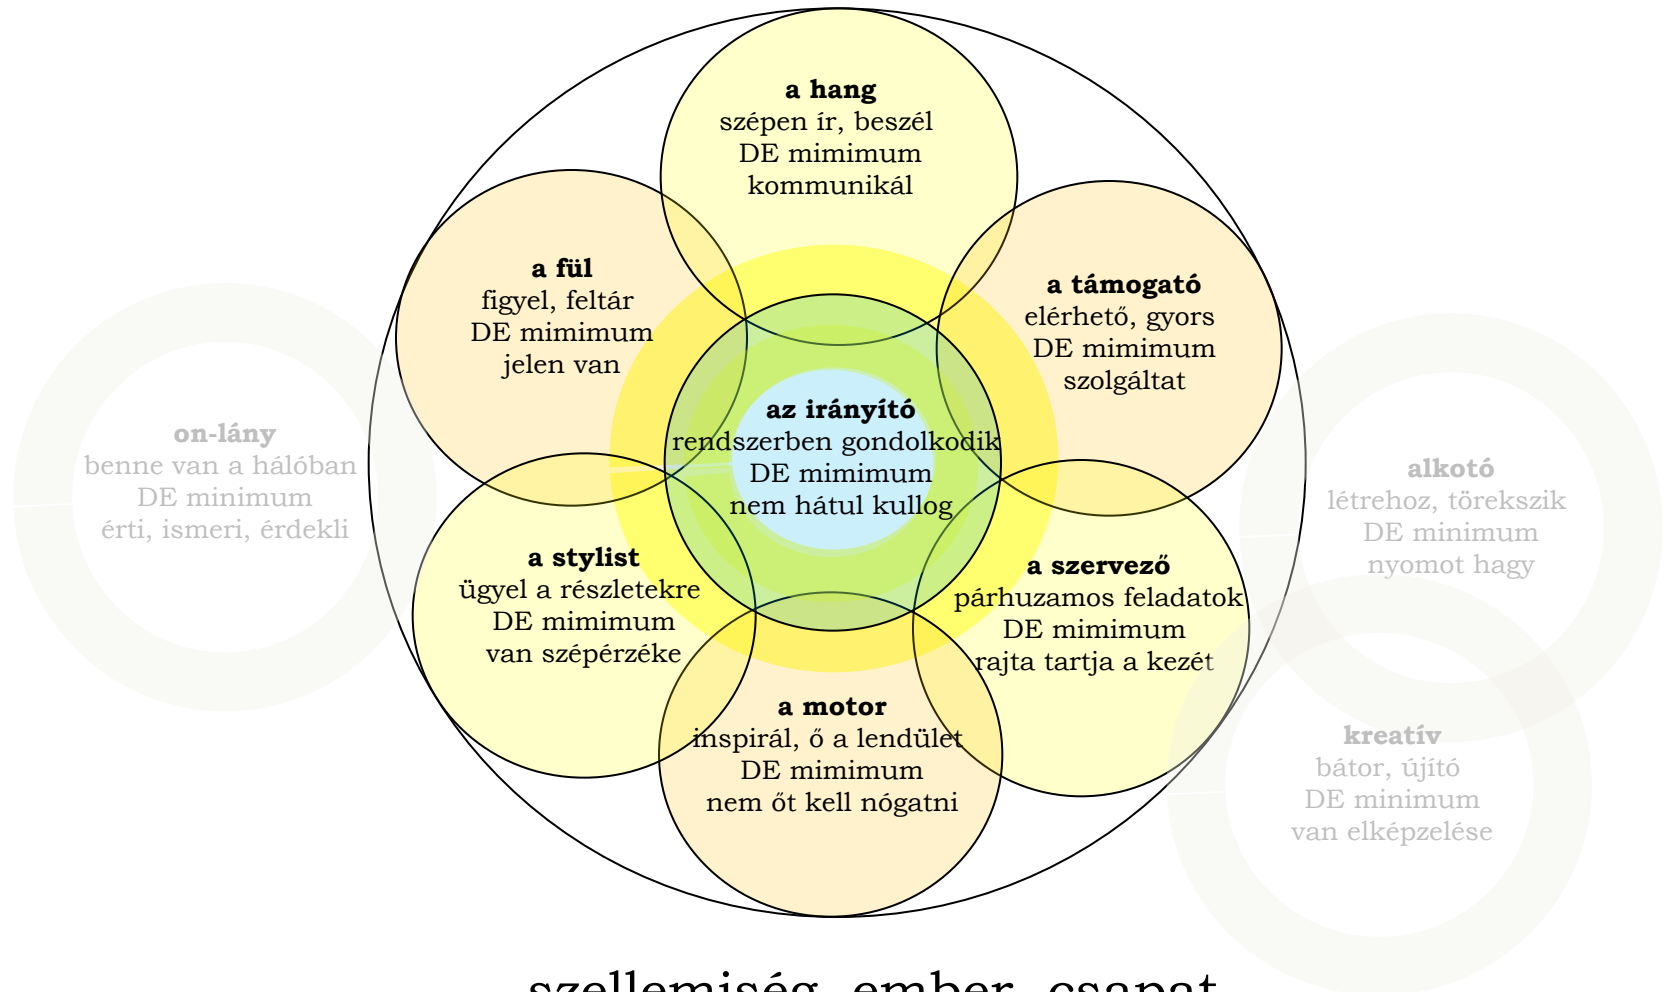 a hang
szépen ír, beszél
DE mimimum
kommunikál
a fül
figyel, feltár
DE mimimum
jelen van
a támogató
elérhető, gyors
DE mimimum
szolgáltat
az irányító
rendszerben gondolkodik
DE mimimum
nem hátul kullog
on-lány
benne van a hálóban
DE minimum
érti, ismeri, érdekli
alkotó
létrehoz, törekszik
DE minimum
nyomot hagy
a stylist
ügyel a részletekre
DE mimimum
van szépérzéke
a szervező
párhuzamos feladatok
DE mimimum
rajta tartja a kezét
a motor
inspirál, ő a lendület
DE mimimum
nem őt kell nógatni
kreatív
bátor, újító
DE minimum
van elképzelése
szellemiség, ember, csapat